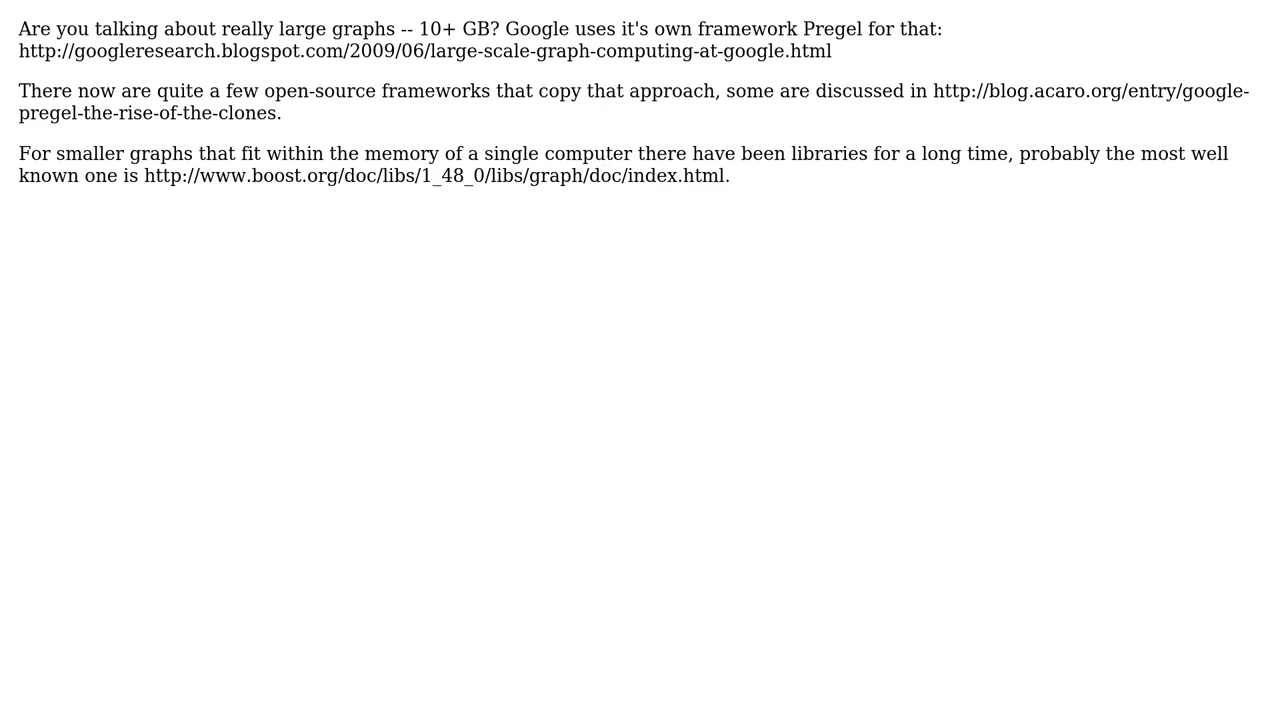 Are you talking about really large graphs -- 10+ GB? Google uses it's own framework Pregel for that:
http://googleresearch.blogspot.com/2009/06/large-scale-graph-computing-at-google.html
There now are quite a few open-source frameworks that copy that approach, some are discussed in http://blog.acaro.org/entry/google-
pregel-the-rise-of-the-clones.
For smaller graphs that fit within the memory of a single computer there have been libraries for a long time, probably the most well
known one is http://www.boost.org/doc/libs/1_48_0/libs/graph/doc/index.html.